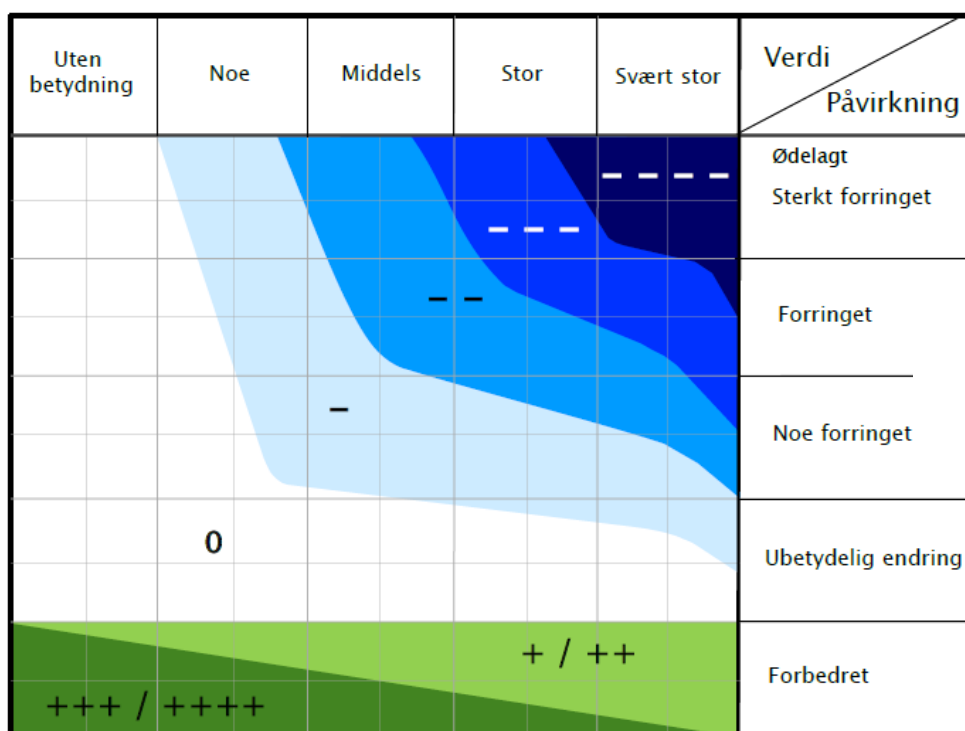 Uten
betydning
Noe
Middels
Stor
Svært stor
Verdi
Påvirkning
Ødelagt
– – – –
Sterkt forringet
– – –
– –
Forringet
–
Noe forringet
0
Ubetydelig endring
+ / ++
Forbedret
+++ / ++++